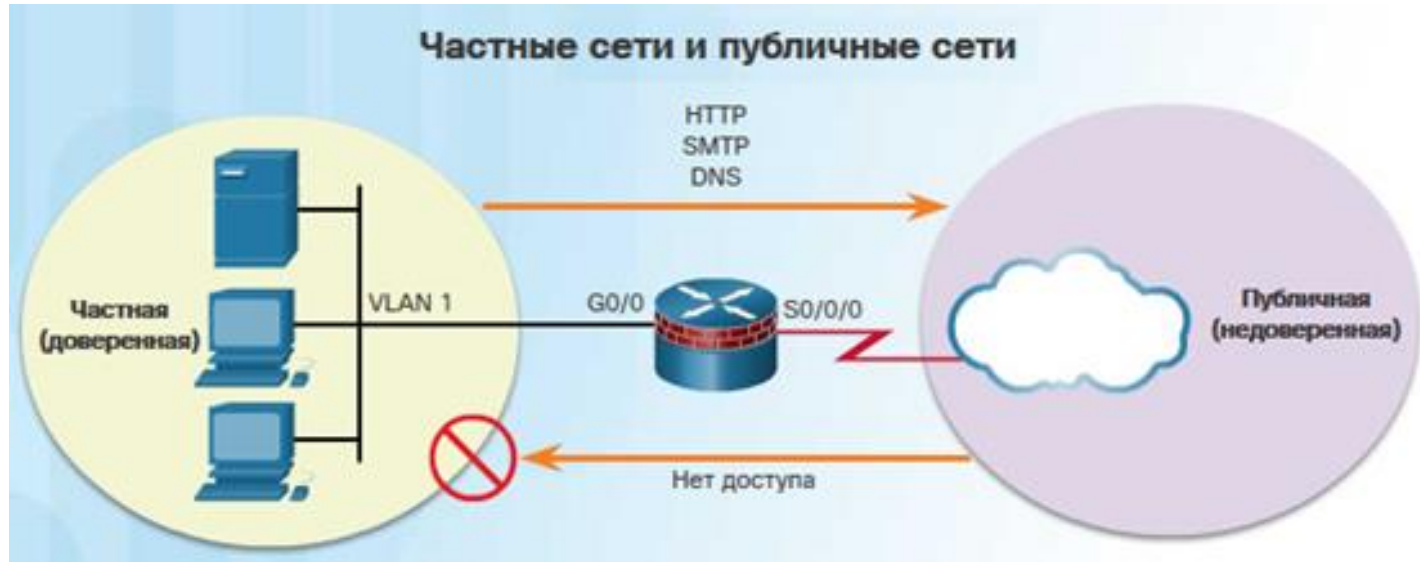 Частные сети и публичные сети
HTTP
SMTP
DNS
Частная
(доверенная)
VLAN 1
G0/0
S0/0/0
Публичная
(недоверенная)
Нет доступа